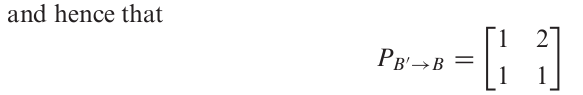 and hence that
P_{B'→B} = [1 2
1 1]